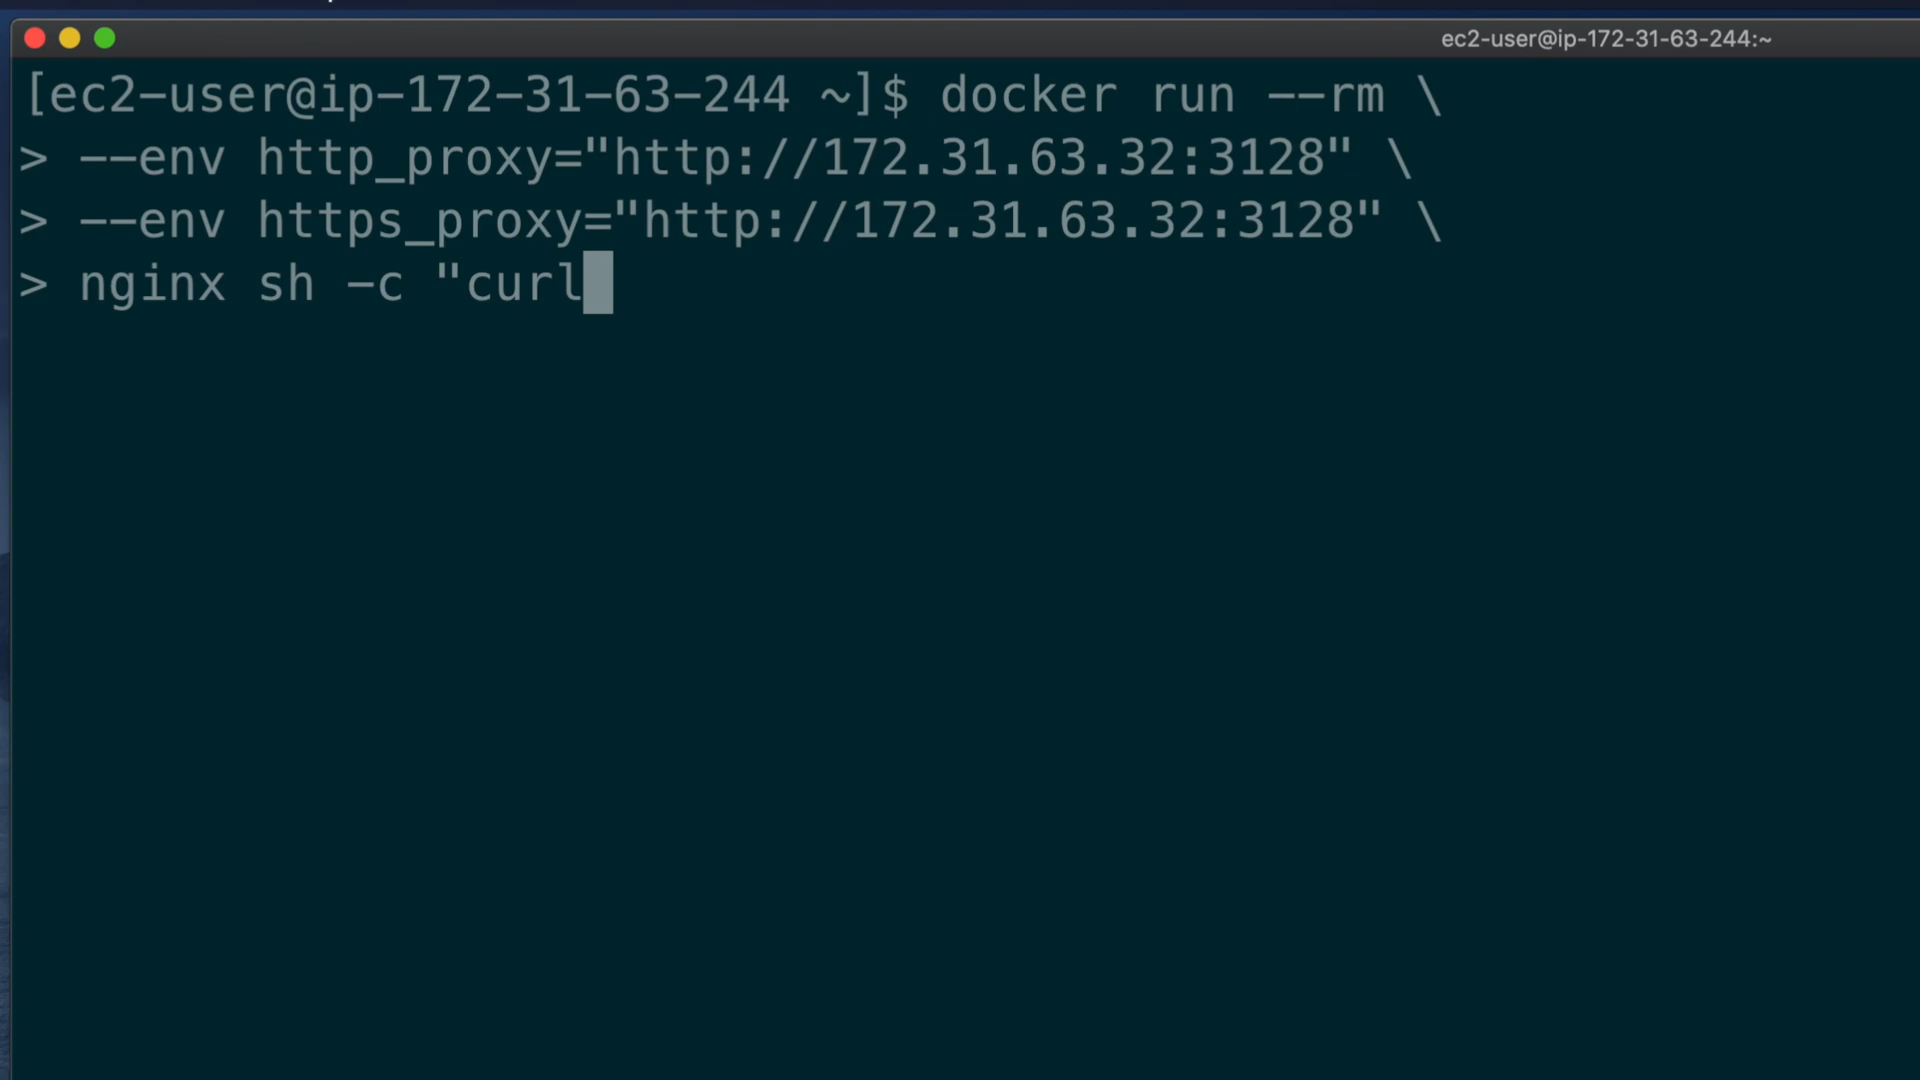 ec2-user@ip-172-31-63-244:~
[ec2-user@ip-172-31-63-244 ~]$ docker run --rm \
> --env http_proxy="http://172.31.63.32:3128" \
> --env https_proxy="http://172.31.63.32:3128" \
> nginx sh -c "curl